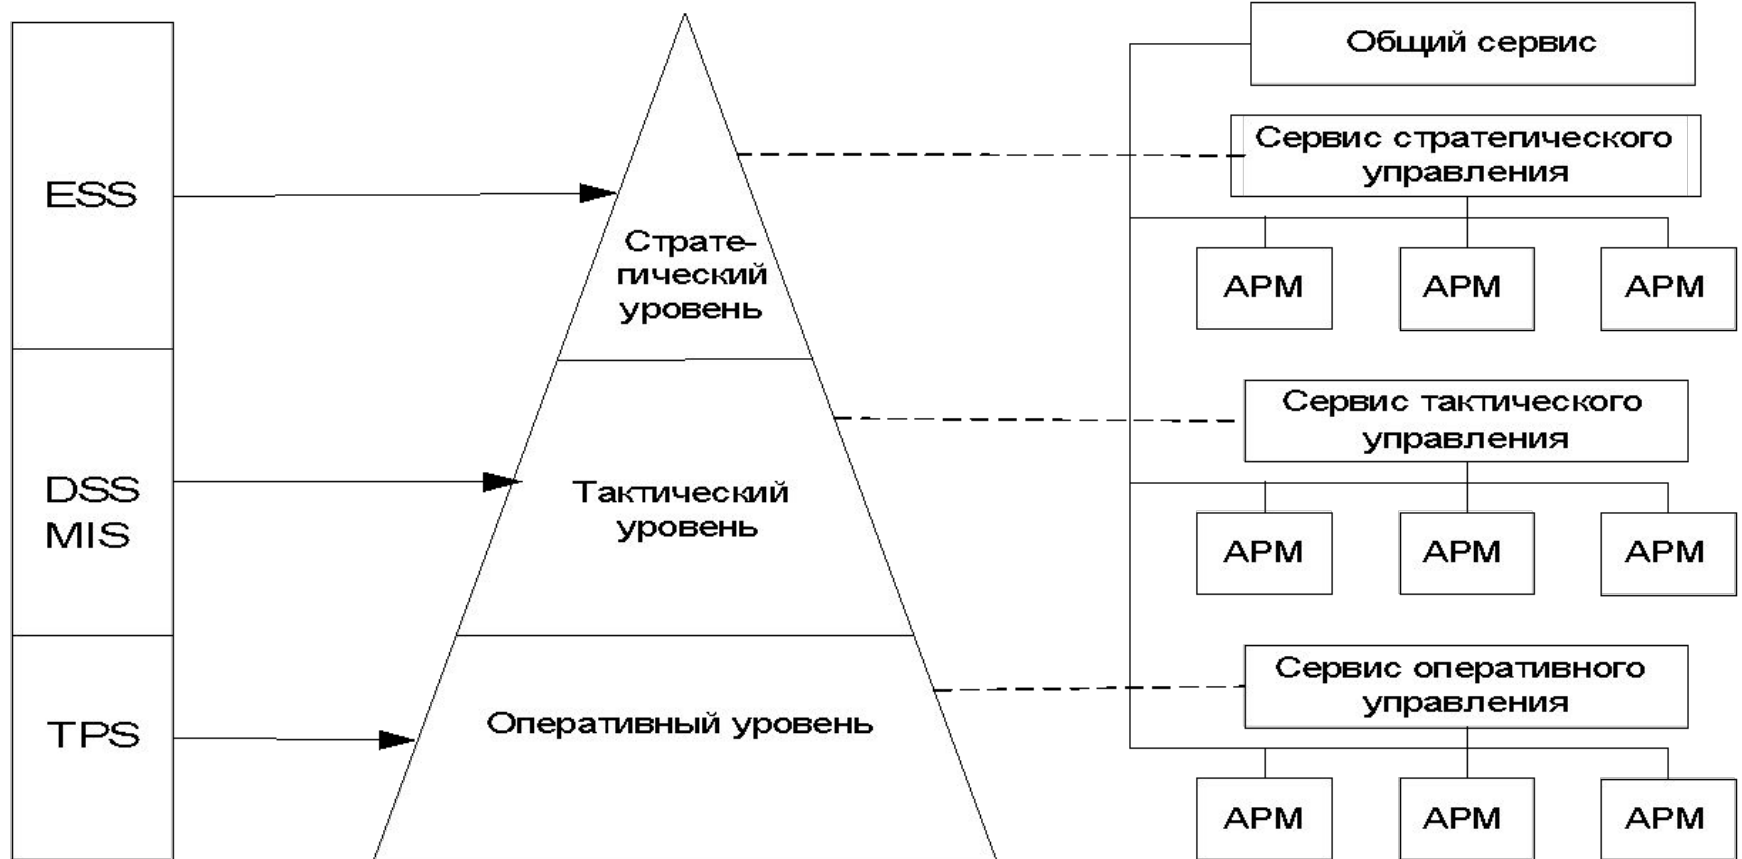 ESS
DSS
MIS
TPS
Страте-
гический
уровень
Тактический
уровень
Оперативный уровень
Общий сервис
Сервис стратегического
управления
АРМ
АРМ
АРМ
Сервис тактического
управления
АРМ
АРМ
АРМ
Сервис оперативного
управления
АРМ
АРМ
АРМ